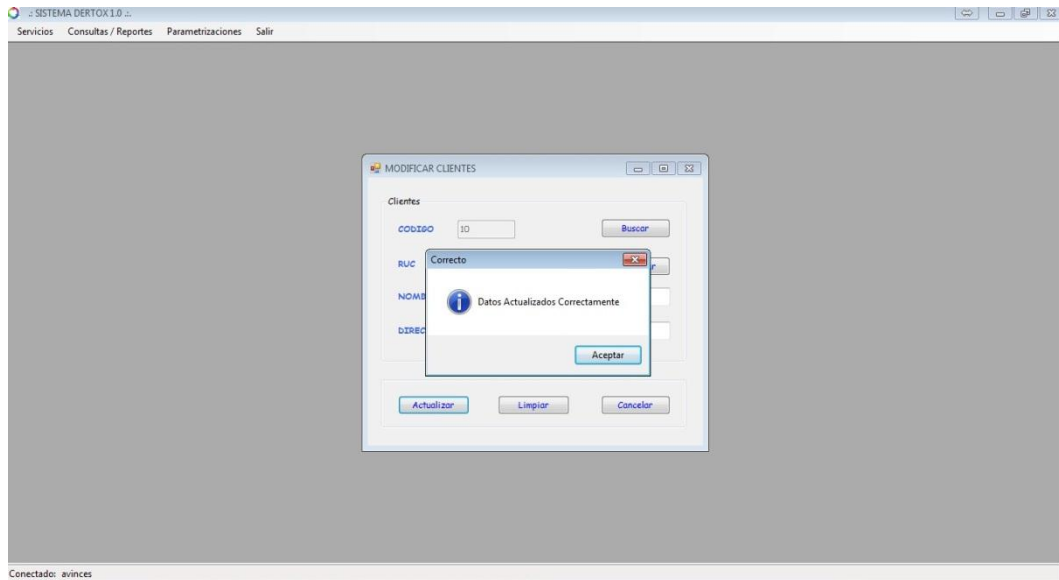 .: SISTEMA DERTOX 1.0 :.
Servicios Consultas / Reportes Parametrizaciones Salir
MODIFICAR CLIENTES
Clientes
CODIGO 10 Buscar
Correcto
RUC
Datos Actualizados Correctamente
Aceptar
Actualizar Limpiar Cancelar
Conectado: avinces